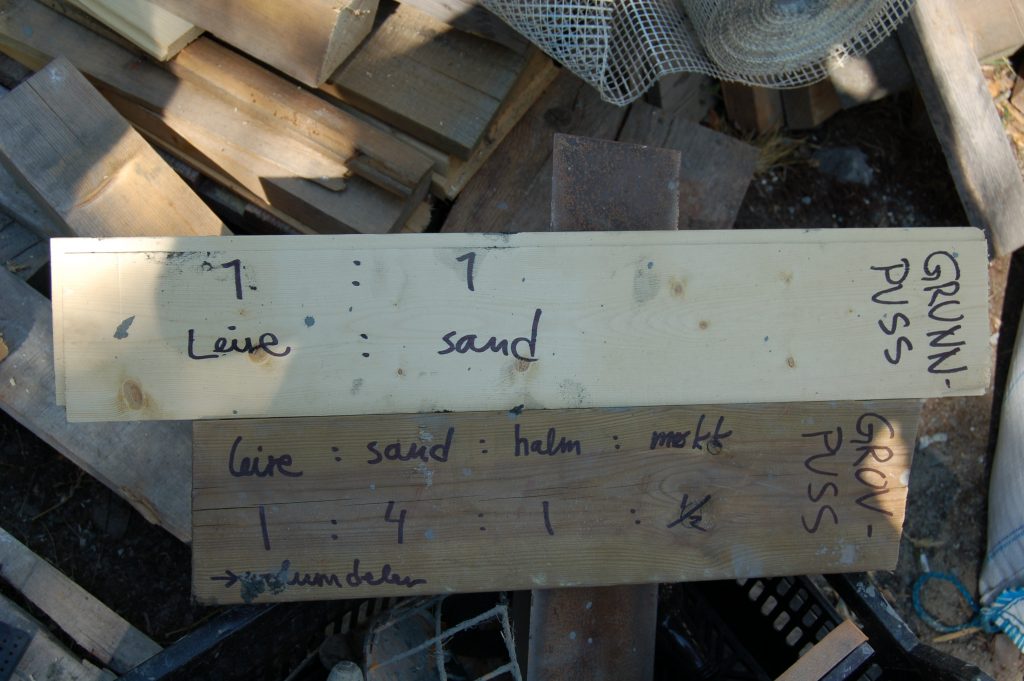 1 : 1
Leire : sand
GRUNN-
PUSS
leire : sand : halm : møkk
1 : 4 : 1 : 1/2
→ volumdeler
GROV-
PUSS